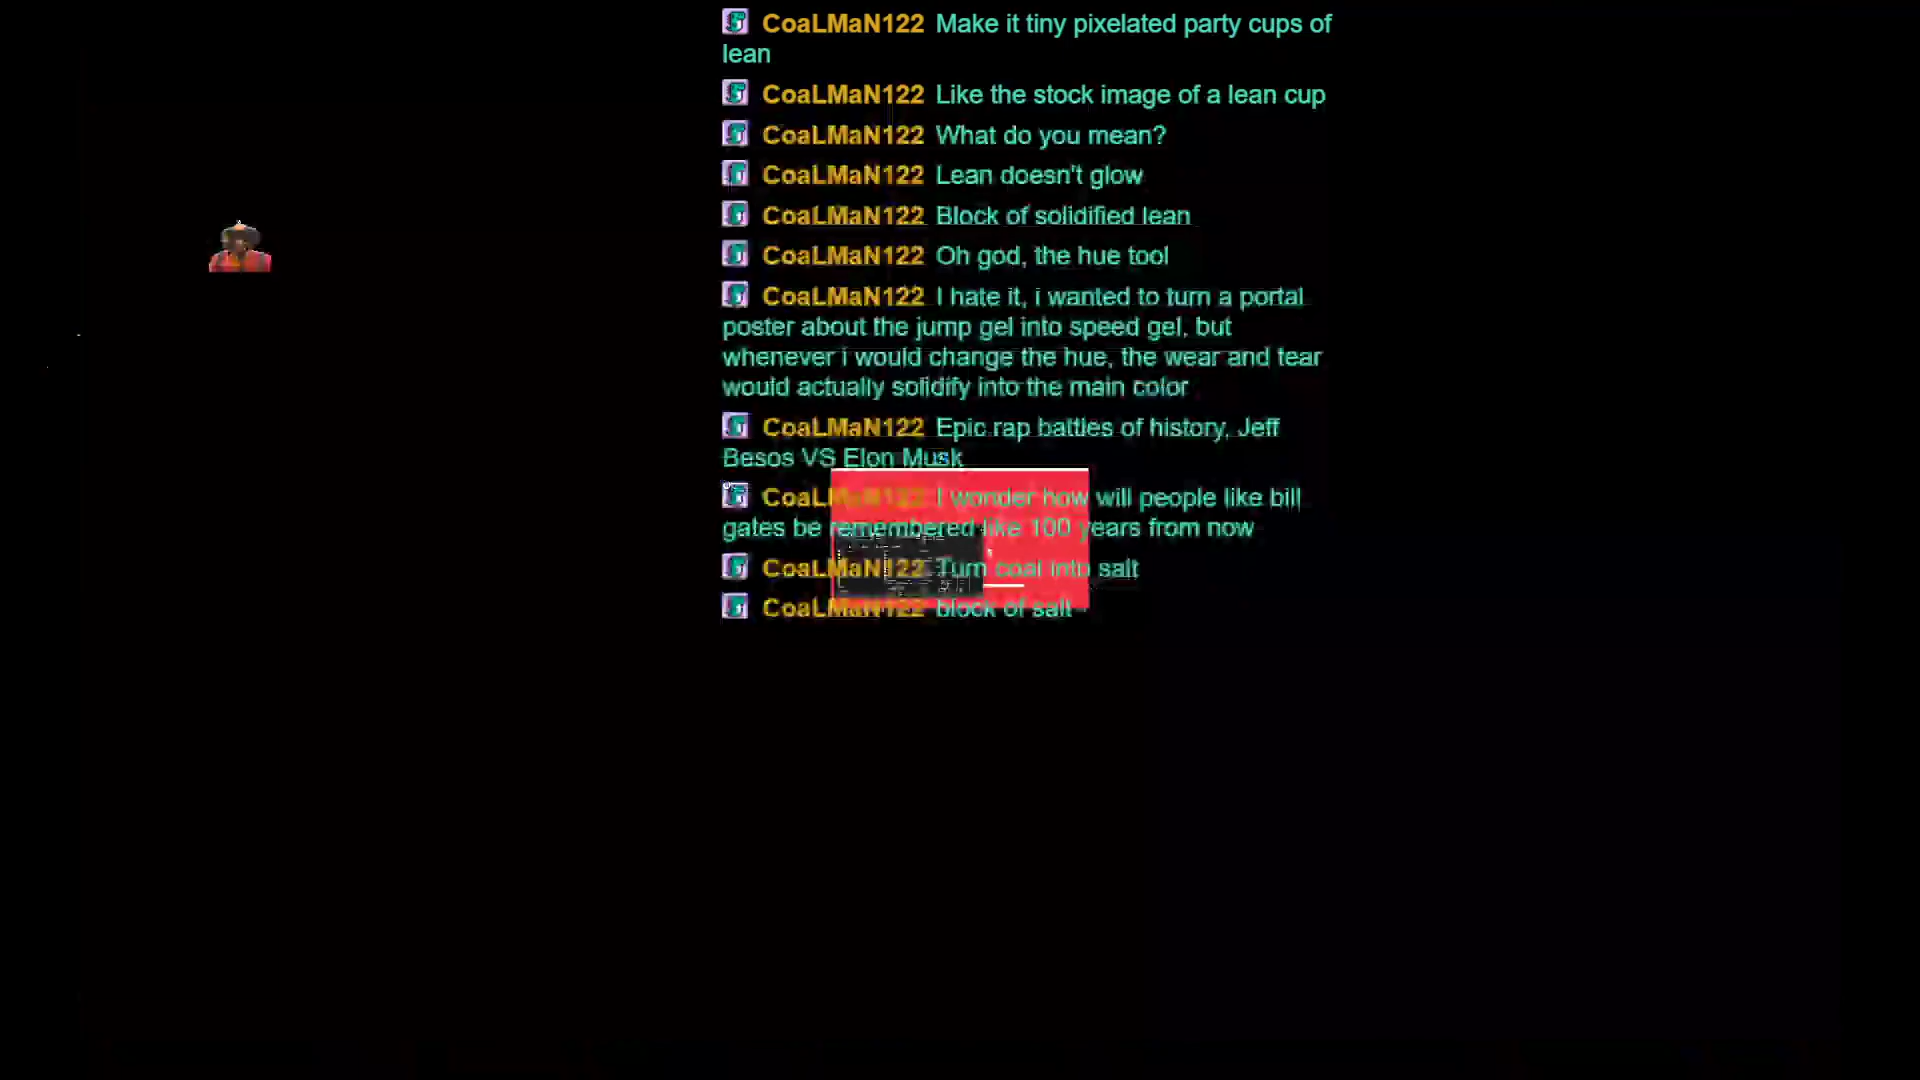 CoaLMaN122 Make it tiny pixelated party cups of
lean
CoaLMaN122 Like the stock image of a lean cup
CoaLMaN122 What do you mean?
CoaLMaN122 Lean doesn't glow
CoaLMaN122 Block of solidified lean
CoaLMaN122 Oh god, the hue tool
CoaLMaN122 I hate it, i wanted to turn a portal
poster about the jump gel into speed gel, but
whenever i would change the hue, the wear and tear
would actually solidify into the main color
CoaLMaN122 Epic rap battles of history, Jeff
Besos VS Elon Musk
CoaLMaN122 I wonder how will people like bill
gates be remembered like 100 years from now
CoaLMaN122 Turn coal into salt
CoaLMaN122 block of salt